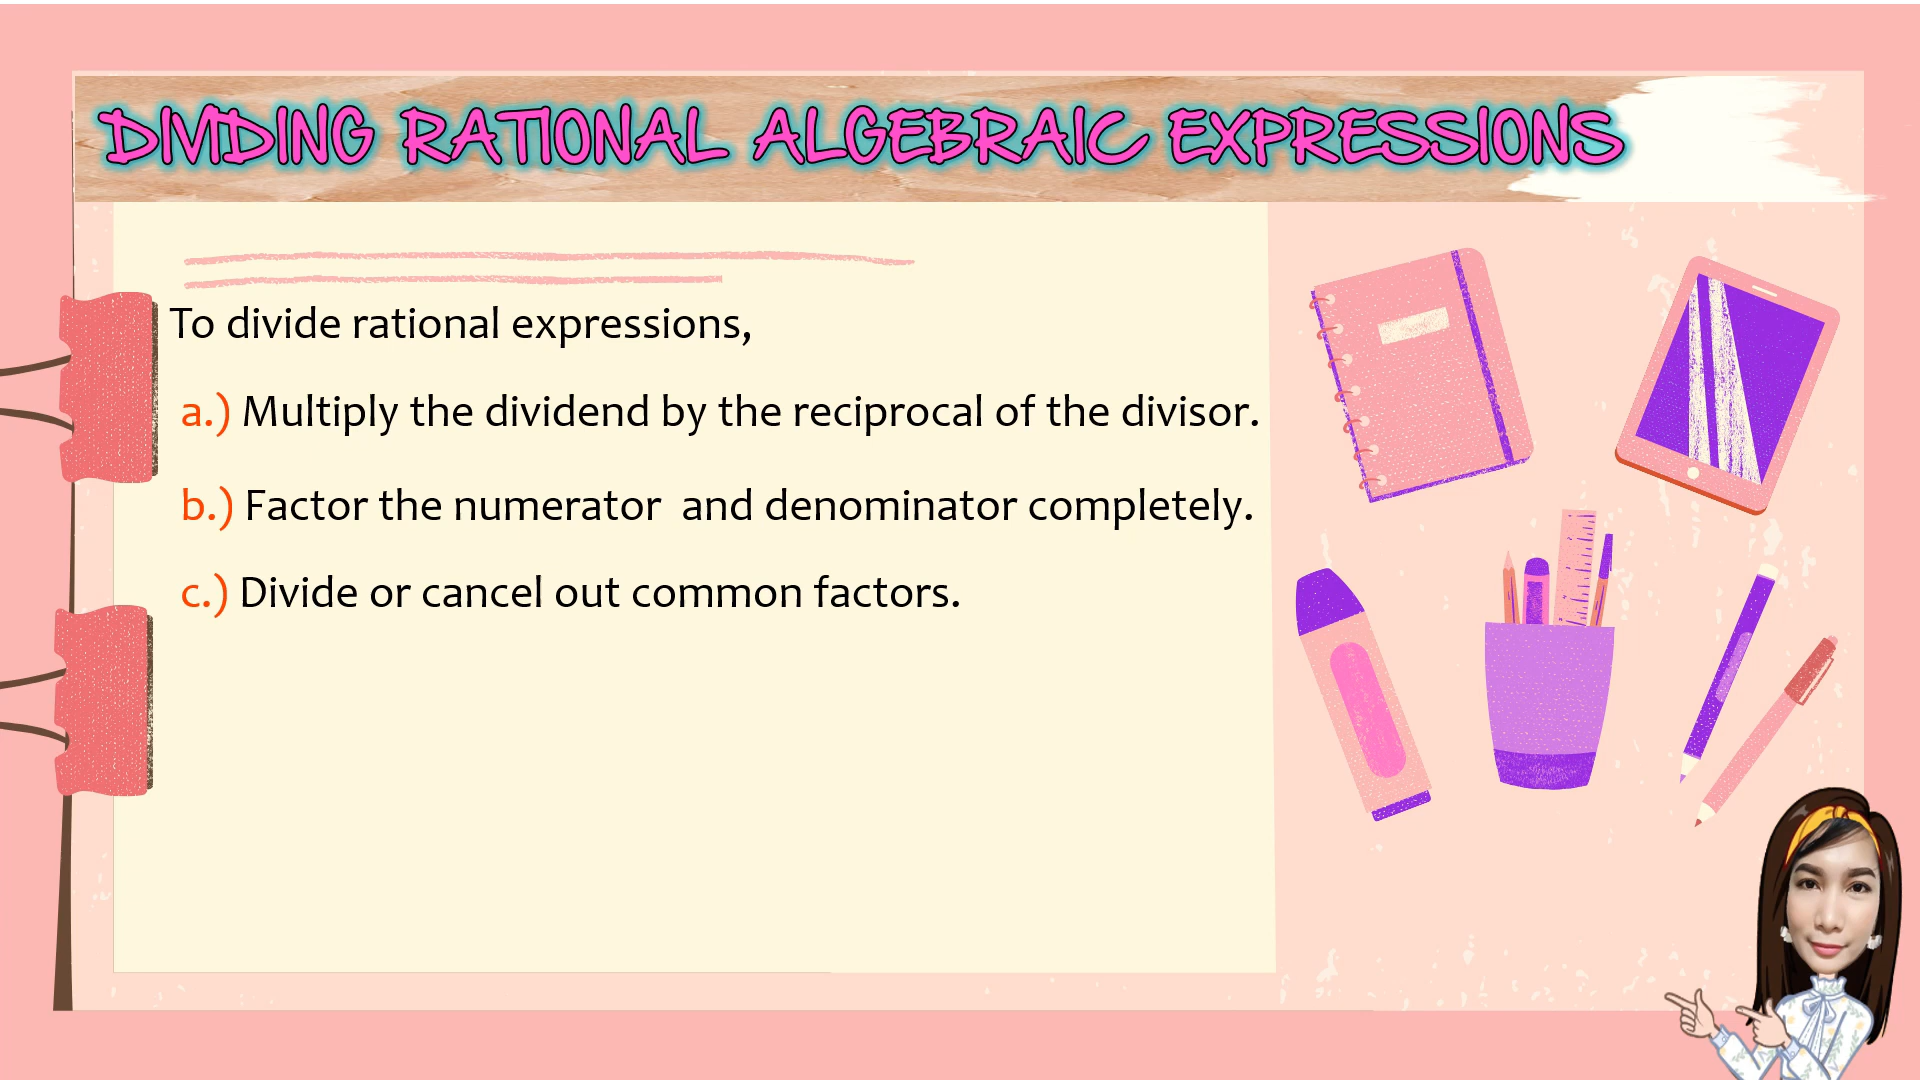 DIVIDING RATIONAL ALGEBRAIC EXPRESSIONS
To divide rational expressions,
a.) Multiply the dividend by the reciprocal of the divisor.
b.) Factor the numerator and denominator completely.
c.) Divide or cancel out common factors.